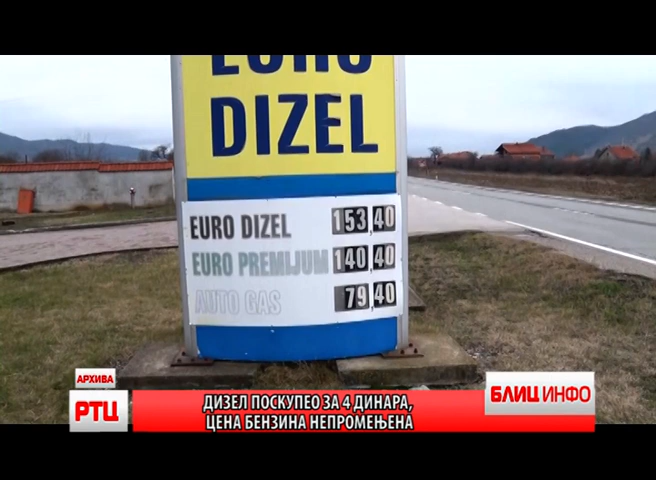 EURO
DIZEL
EURO DIZEL 153,40
EURO PREMIJUM 140,40
AUTO GAS 79,40
АРХИВА
РТЦ
ДИЗЕЛ ПОСКУПЕО ЗА 4 ДИНАРА,
ЦЕНА БЕНЗИНА НЕПРОМЕЊЕНА
БЛИЦ ИНФО